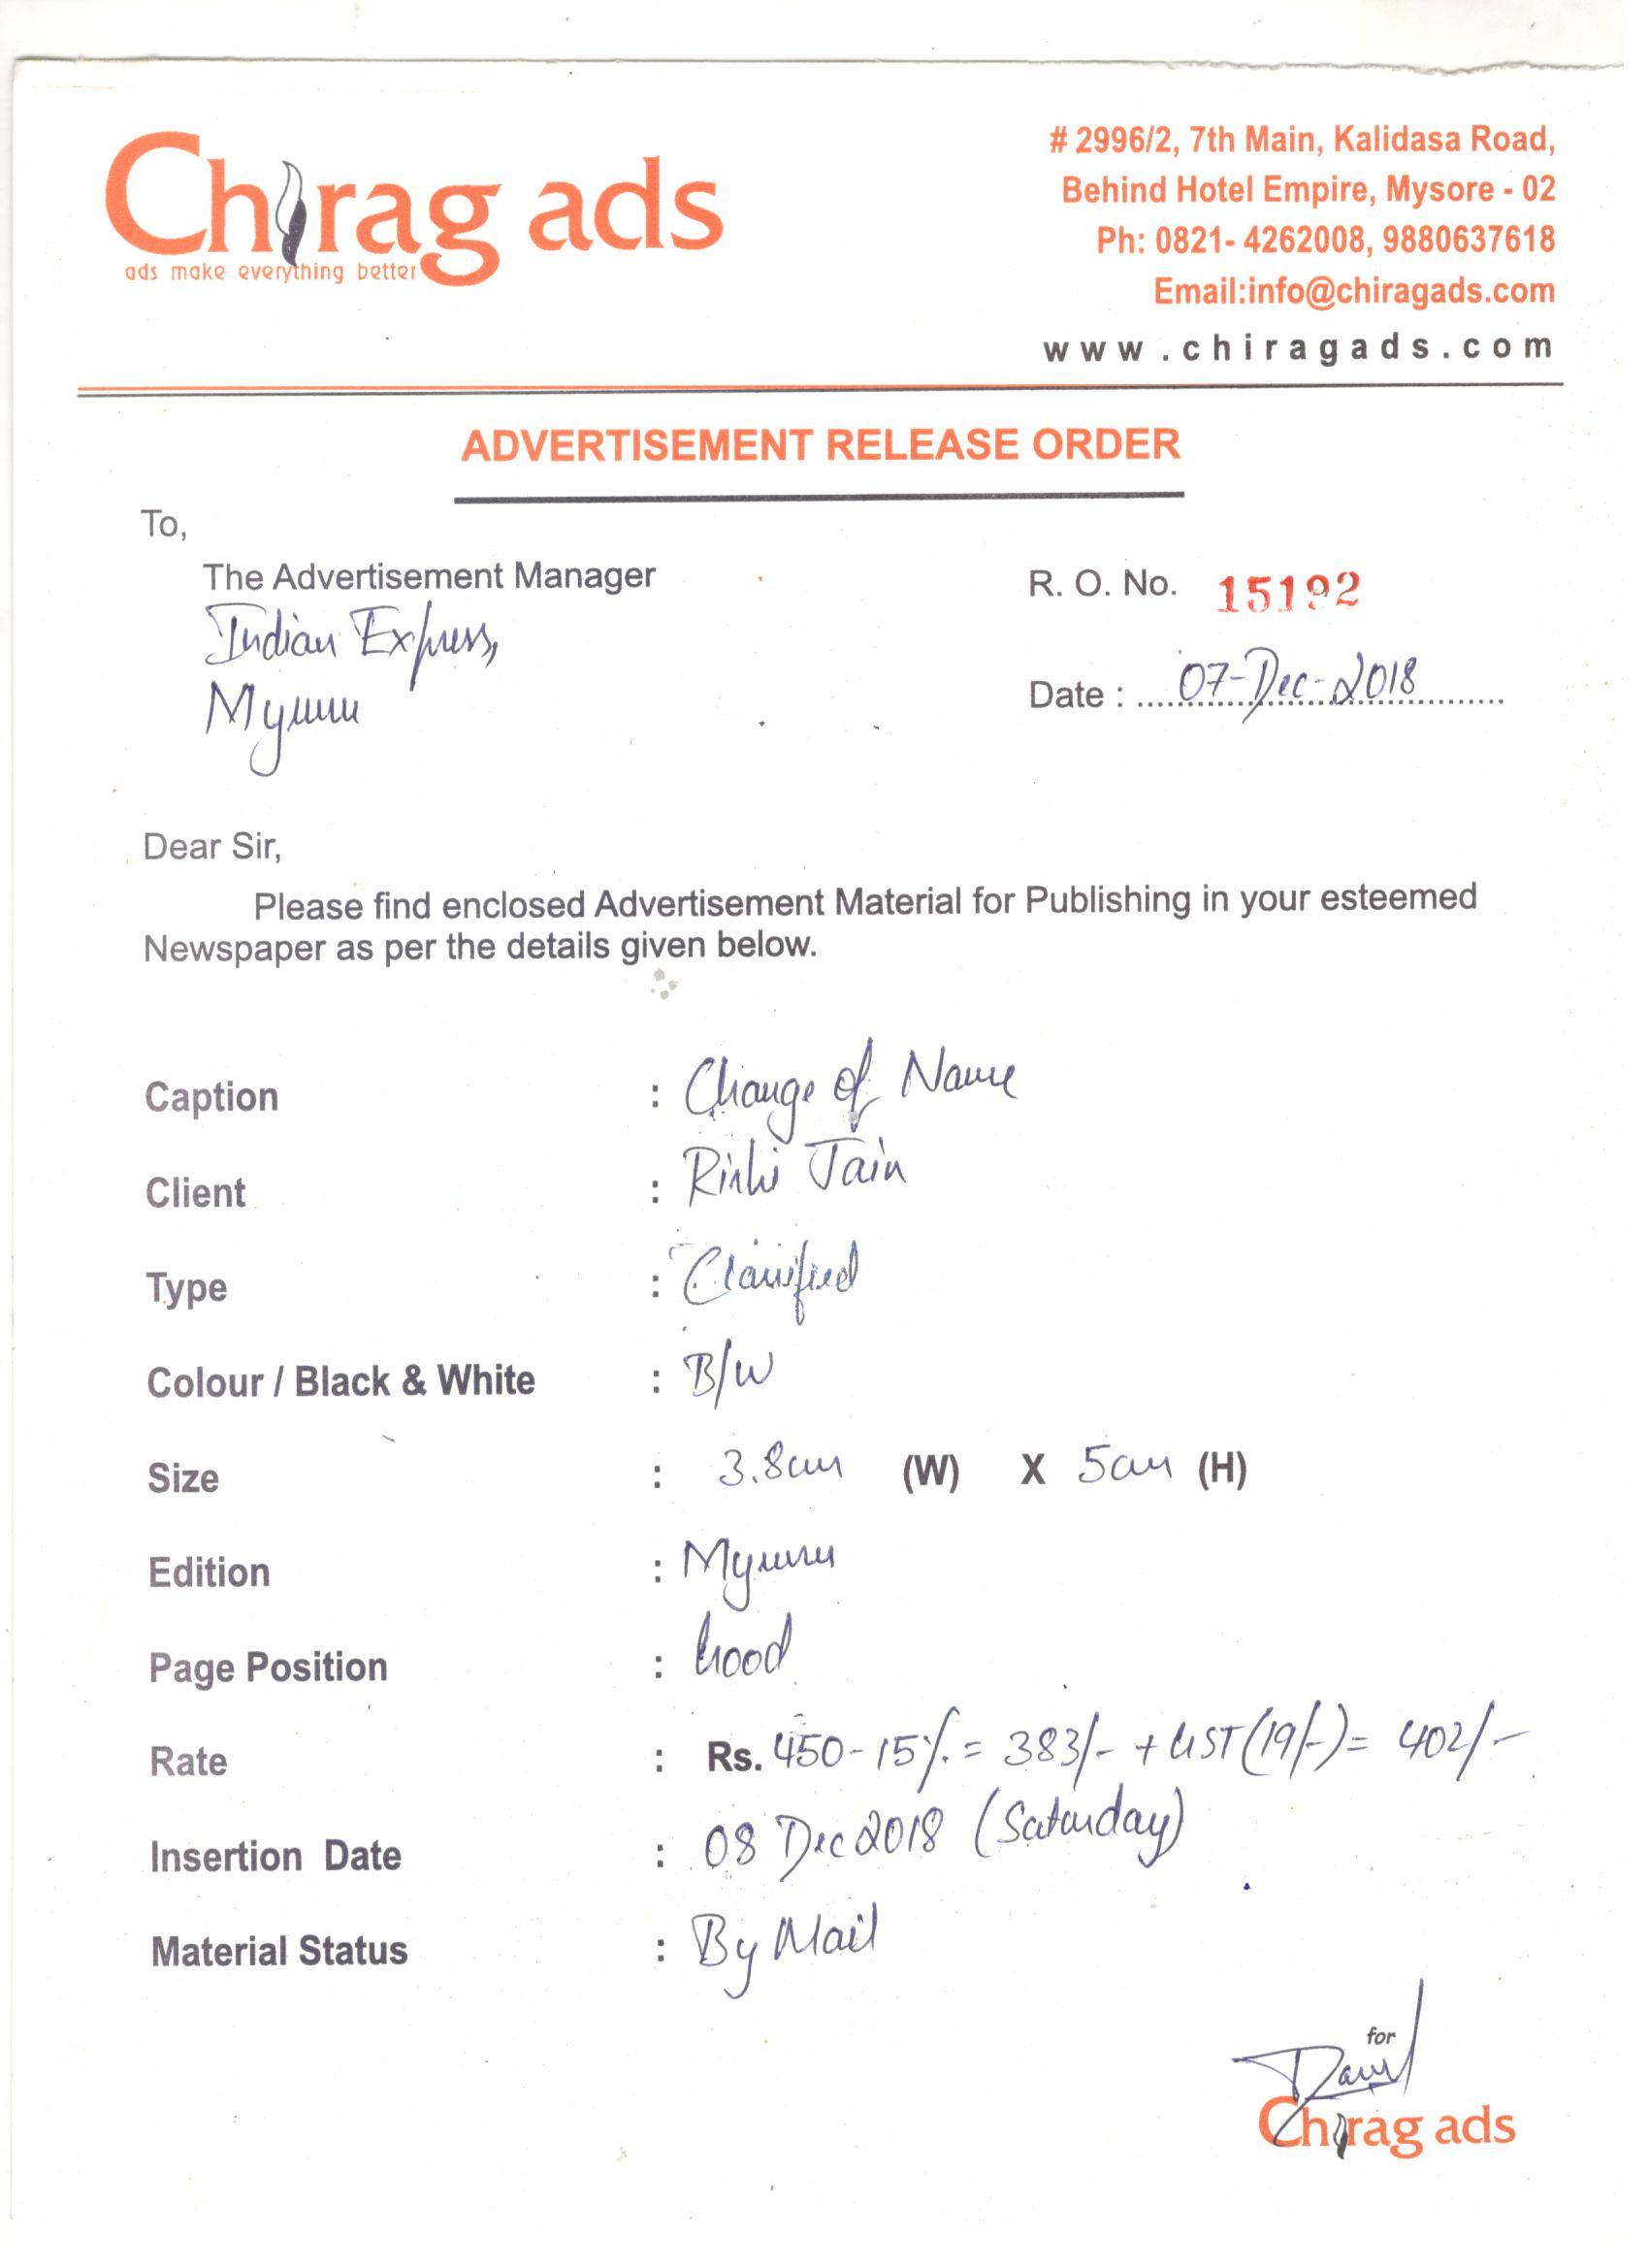 Chirag ads
ads make everything better
# 2996/2, 7th Main, Kalidasa Road,
Behind Hotel Empire, Mysore - 02
Ph: 0821- 4262008, 9880637618
Email:info@chiragads.com
www.chiragads.com
ADVERTISEMENT RELEASE ORDER
To,
The Advertisement Manager
Indian Express,
Mysuru
R. O. No. 15192
Date : 07-Dec-2018
Dear Sir,
Please find enclosed Advertisement Material for Publishing in your esteemed
Newspaper as per the details given below.
Caption : Change of Name
Client : Rishi Jain
Type : Classified
Colour / Black & White : B/W
Size : 3.8cm (W) X 5cm (H)
Edition : Mysuru
Page Position : Good
Rate : Rs. 450-15%= 383/- + GST(19/-)= 402/-
Insertion Date : 08 Dec 2018 (Saturday)
Material Status : By Mail
for
Chirag ads